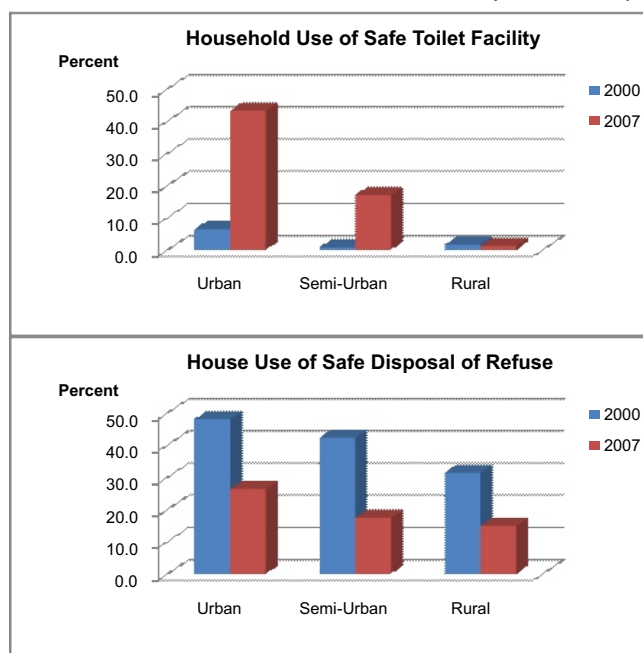 Household Use of Safe Toilet Facility
Percent
50.0
40.0
30.0
20.0
10.0
0.0
Urban Semi-Urban Rural
2000
2007
House Use of Safe Disposal of Refuse
Percent
50.0
40.0
30.0
20.0
10.0
0.0
Urban Semi-Urban Rural
2000
2007